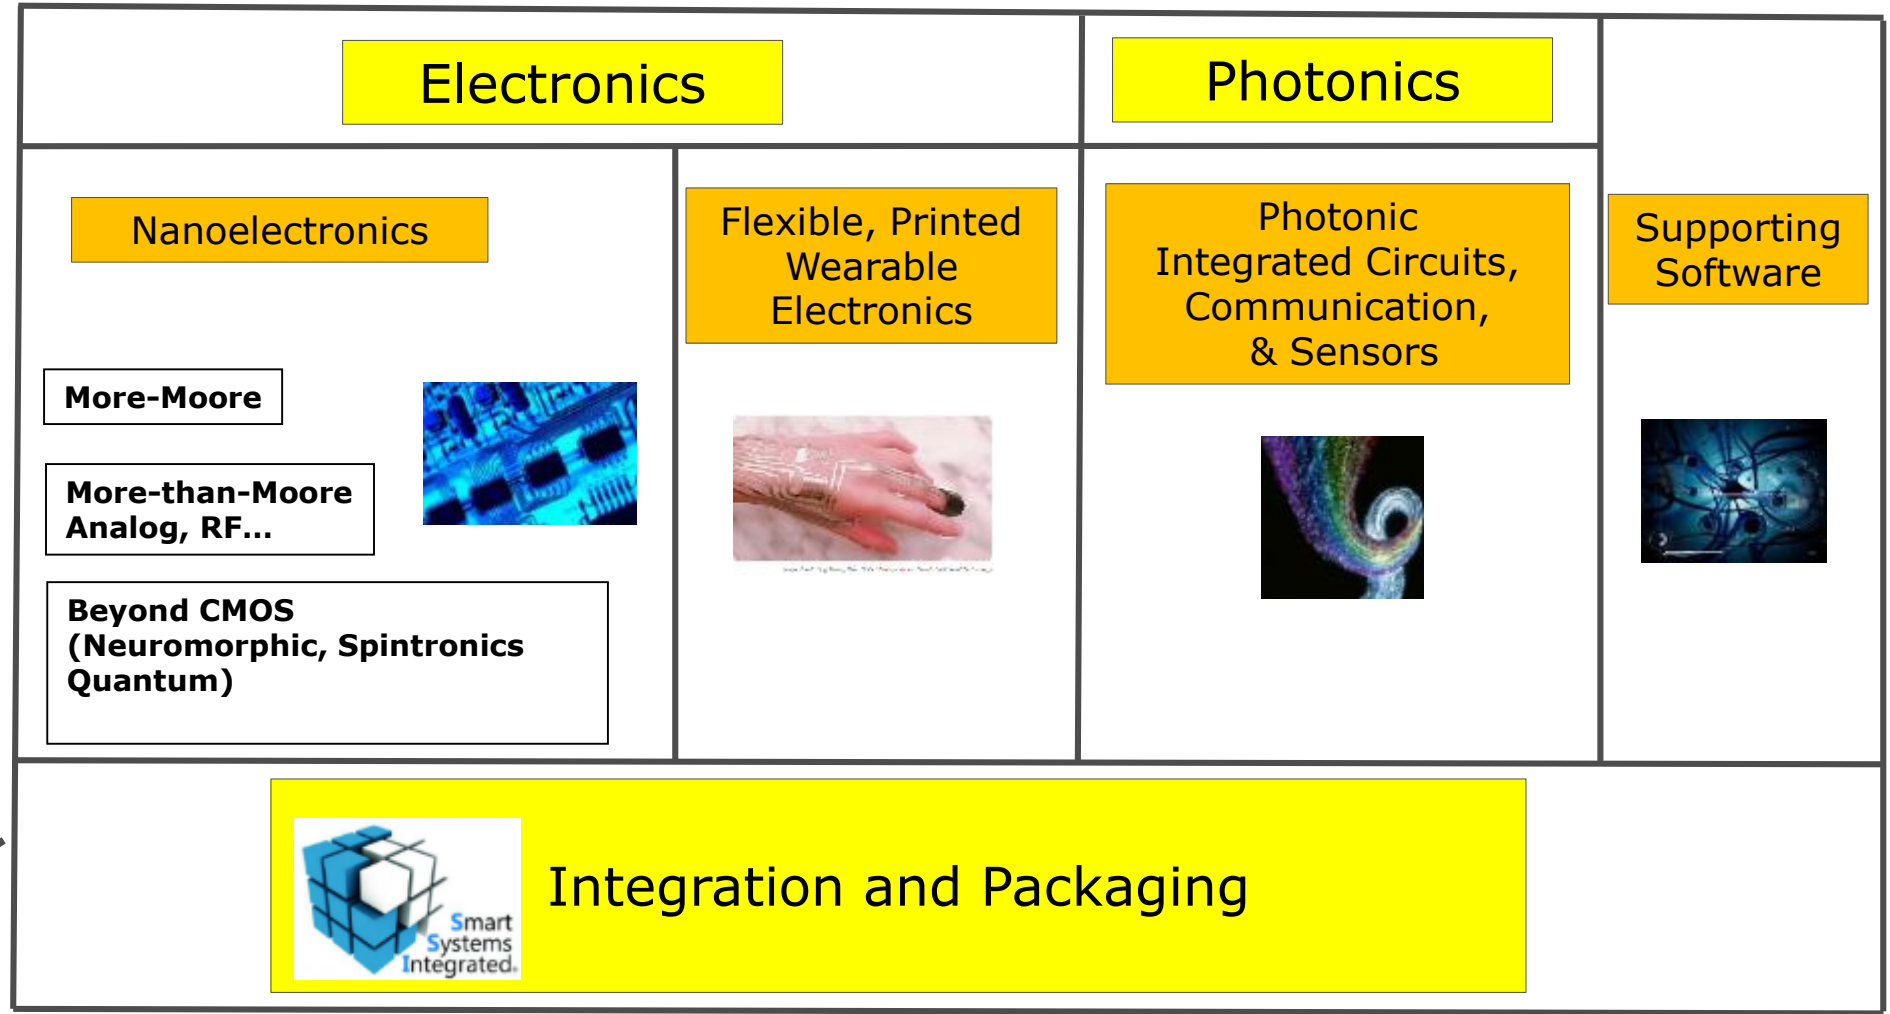 Electronics
Photonics
Nanoelectronics
Flexible, Printed
Wearable
Electronics
Photonic
Integrated Circuits,
Communication,
& Sensors
Supporting
Software
More-Moore
More-than-Moore
Analog, RF…
Beyond CMOS
(Neuromorphic, Spintronics
Quantum)
Smart
Systems
Integrated.
Integration and Packaging